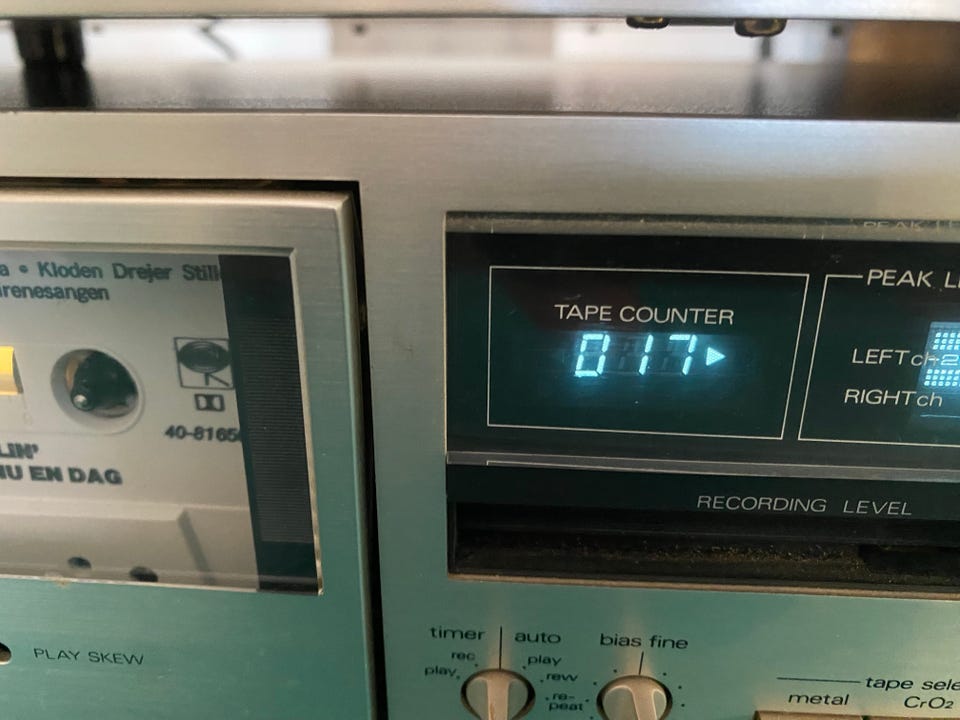 a • Kloden Drejer Still
irenesangen
40-8165
LIN'
NU EN DAG
PLAY SKEW
TAPE COUNTER
017
PEAK L
LEFT ch
RIGHT ch
RECORDING LEVEL
timer auto
rec play
play rew
re-
peat
bias fine
tape sele
metal CrO2